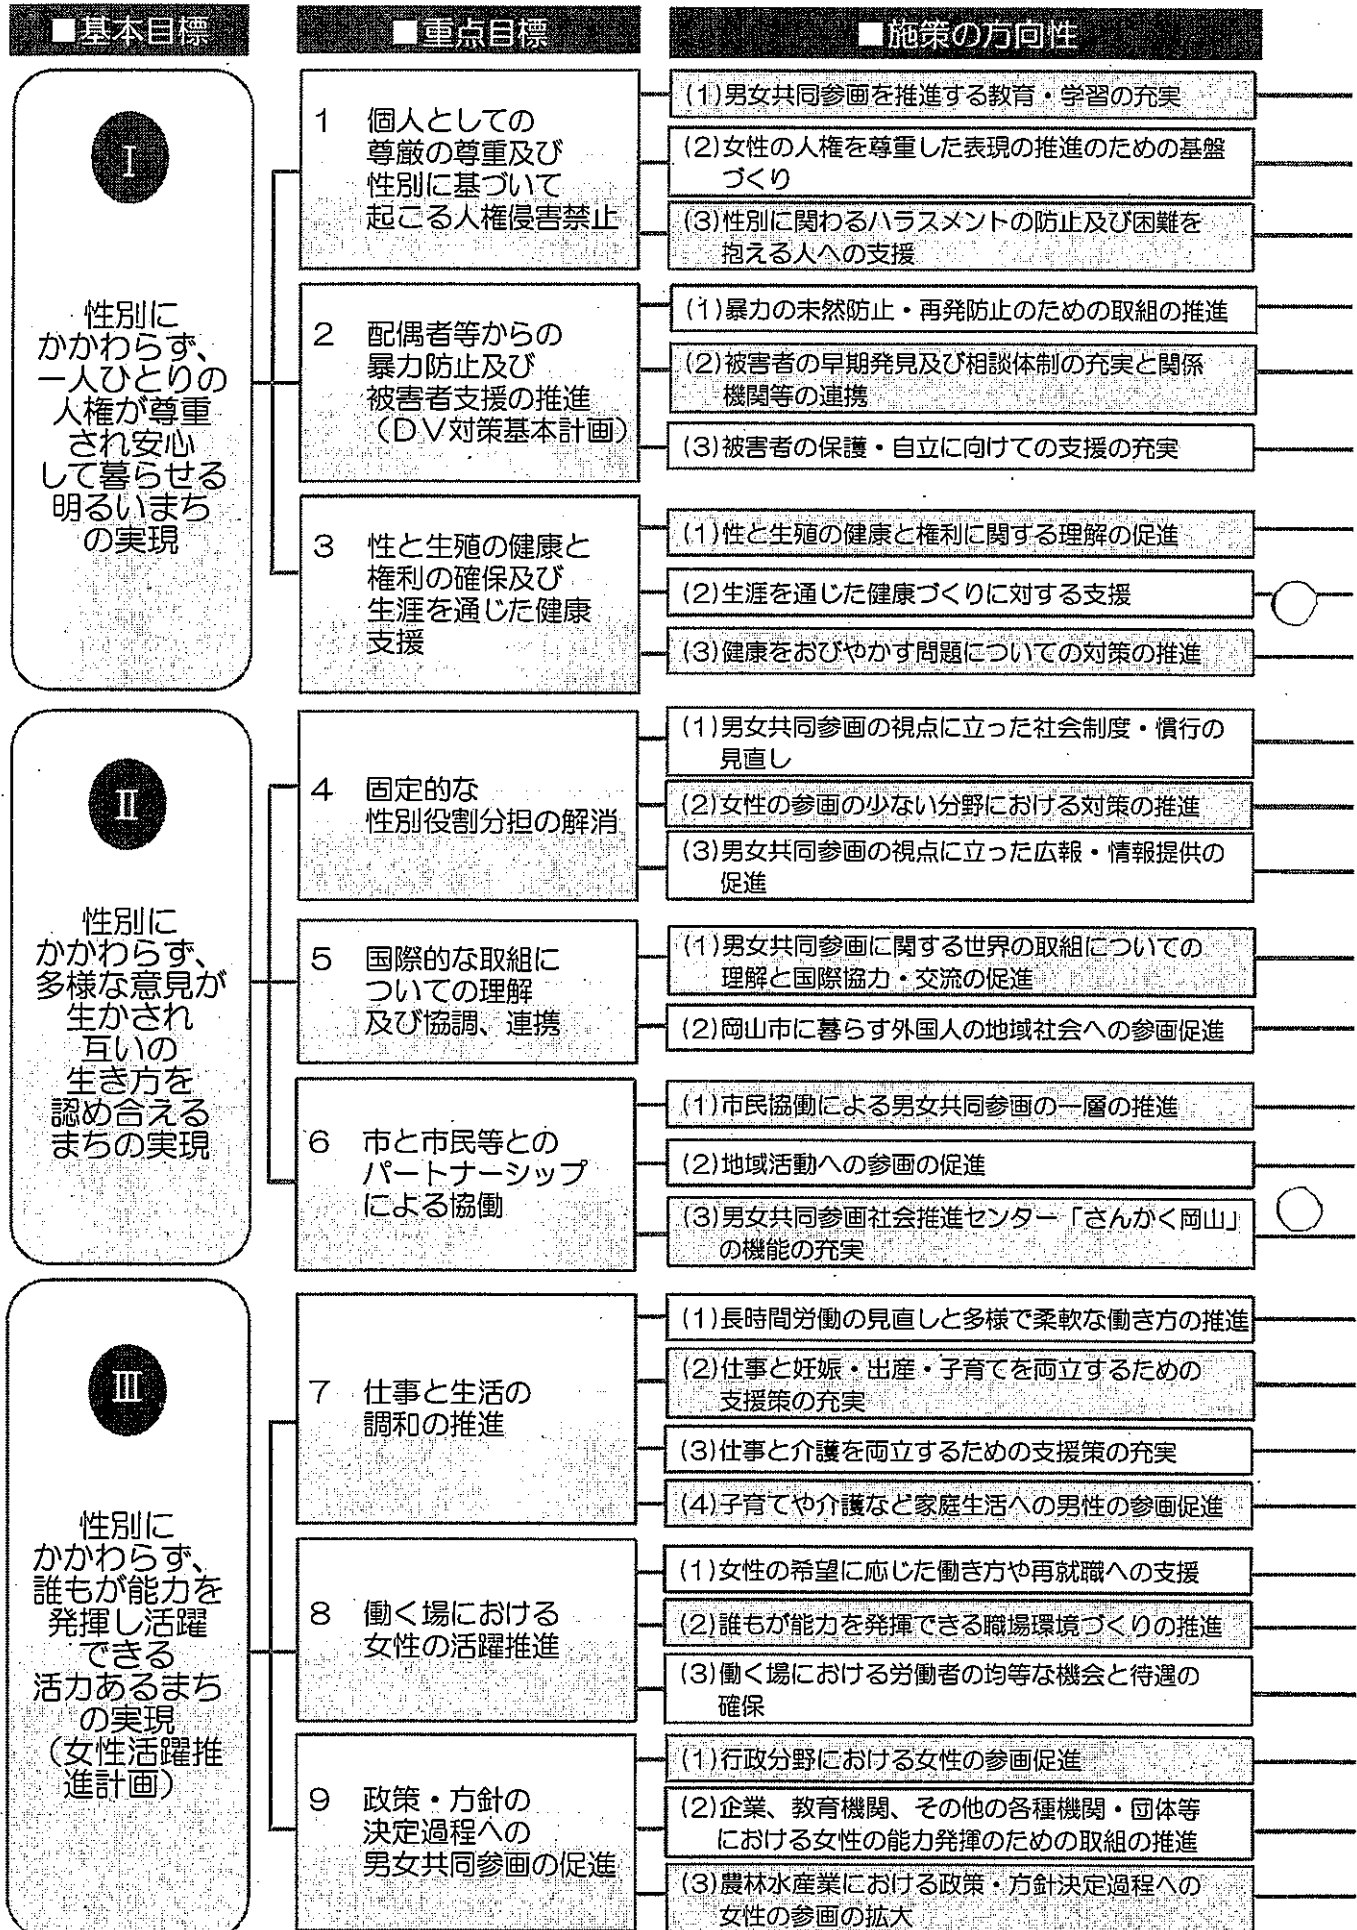 ■基本目標
■重点目標
■施策の方向性
Ⅰ
性別に
かかわらず、
一人ひとりの
人権が尊重
され安心
して暮らせる
明るいまち
の実現
1 個人としての
尊厳の尊重及び
性別に基づいて
起こる人権侵害禁止
(1)男女共同参画を推進する教育・学習の充実
(2)女性の人権を尊重した表現の推進のための基盤
づくり
(3)性別に関わるハラスメントの防止及び困難を
抱える人への支援
2 配偶者等からの
暴力防止及び
被害者支援の推進
(DV対策基本計画)
(1)暴力の未然防止・再発防止のための取組の推進
(2)被害者の早期発見及び相談体制の充実と関係
機関等の連携
(3)被害者の保護・自立に向けての支援の充実
3 性と生殖の健康と
権利の確保及び
生涯を通じた健康
支援
(1)性と生殖の健康と権利に関する理解の促進
(2)生涯を通じた健康づくりに対する支援
(3)健康をおびやかす問題についての対策の推進
Ⅱ
性別に
かかわらず、
多様な意見が
生かされ
互いの
生き方を
認め合える
まちの実現
4 固定的な
性別役割分担の解消
(1)男女共同参画の視点に立った社会制度・慣行の
見直し
(2)女性の参画の少ない分野における対策の推進
(3)男女共同参画の視点に立った広報・情報提供の
促進
5 国際的な取組に
ついての理解
及び協調、連携
(1)男女共同参画に関する世界の取組についての
理解と国際協力・交流の促進
(2)岡山市に暮らす外国人の地域社会への参画促進
6 市と市民等との
パートナーシップ
による協働
(1)市民協働による男女共同参画の一層の推進
(2)地域活動への参画の促進
(3)男女共同参画社会推進センター「さんかく岡山」
の機能の充実
Ⅲ
性別に
かかわらず、
誰もが能力を
発揮し活躍
できる
活力あるまち
の実現
(女性活躍推
進計画)
7 仕事と生活の
調和の推進
(1)長時間労働の見直しと多様で柔軟な働き方の推進
(2)仕事と妊娠・出産・子育てを両立するための
支援策の充実
(3)仕事と介護を両立するための支援策の充実
(4)子育てや介護など家庭生活への男性の参画促進
8 働く場における
女性の活躍推進
(1)女性の希望に応じた働き方や再就職への支援
(2)誰もが能力を発揮できる職場環境づくりの推進
(3)働く場における労働者の均等な機会と待遇の
確保
9 政策・方針の
決定過程への
男女共同参画の促進
(1)行政分野における女性の参画促進
(2)企業、教育機関、その他の各種機関・団体等
における女性の能力発揮のための取組の推進
(3)農林水産業における政策・方針決定過程への
女性の参画の拡大